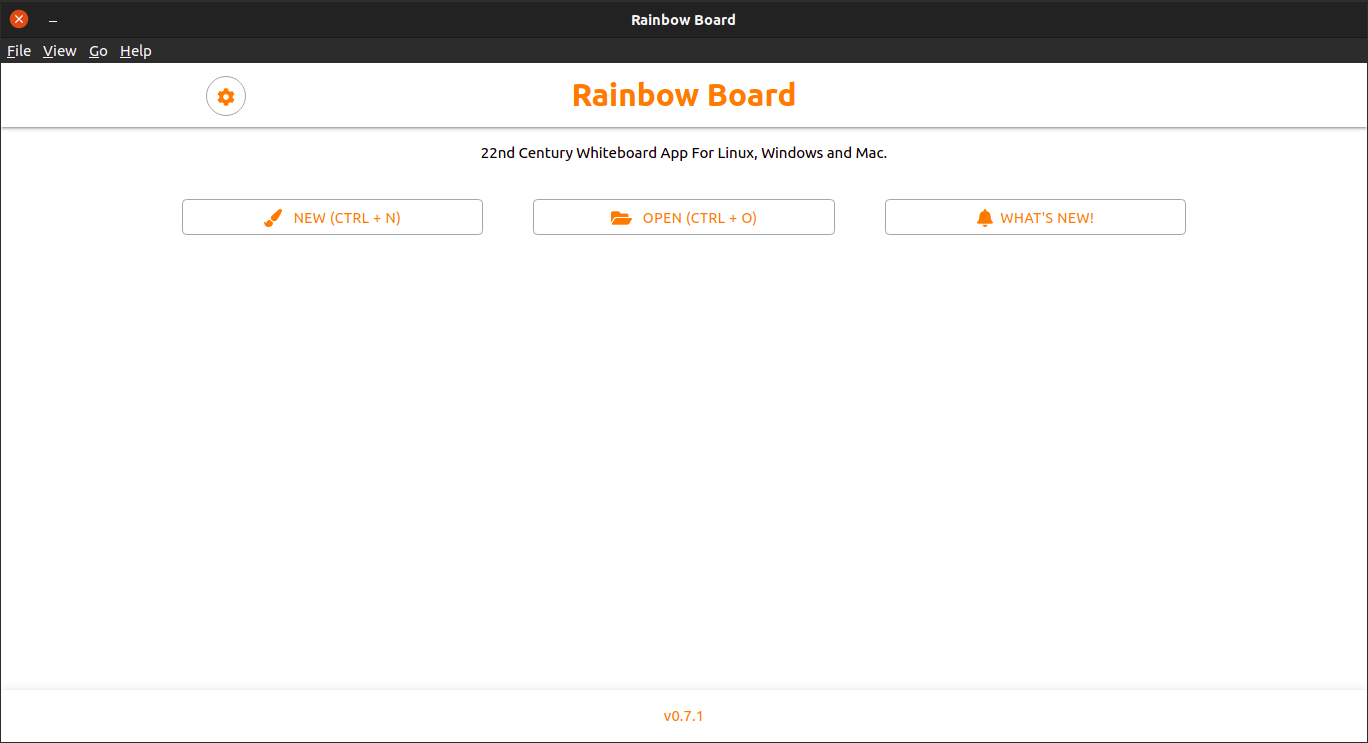 Rainbow Board
File View Go Help
Rainbow Board
22nd Century Whiteboard App For Linux, Windows and Mac.
NEW (CTRL + N) OPEN (CTRL + O) WHAT'S NEW!
v0.7.1